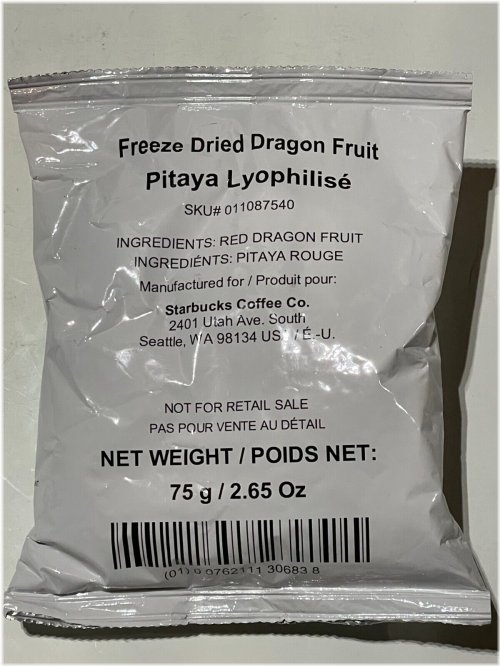 Freeze Dried Dragon Fruit
Pitaya Lyophilisé
SKU# 011087540
INGREDIENTS: RED DRAGON FRUIT
INGREDIÉNTS: PITAYA ROUGE
Manufactured for / Produit pour:
Starbucks Coffee Co.
2401 Utah Ave. South
Seattle, WA 98134 US / É.-U.
NOT FOR RETAIL SALE
PAS POUR VENTE AU DÉTAIL
NET WEIGHT / POIDS NET:
75 g / 2.65 Oz
(01) 0 0762111 30683 8